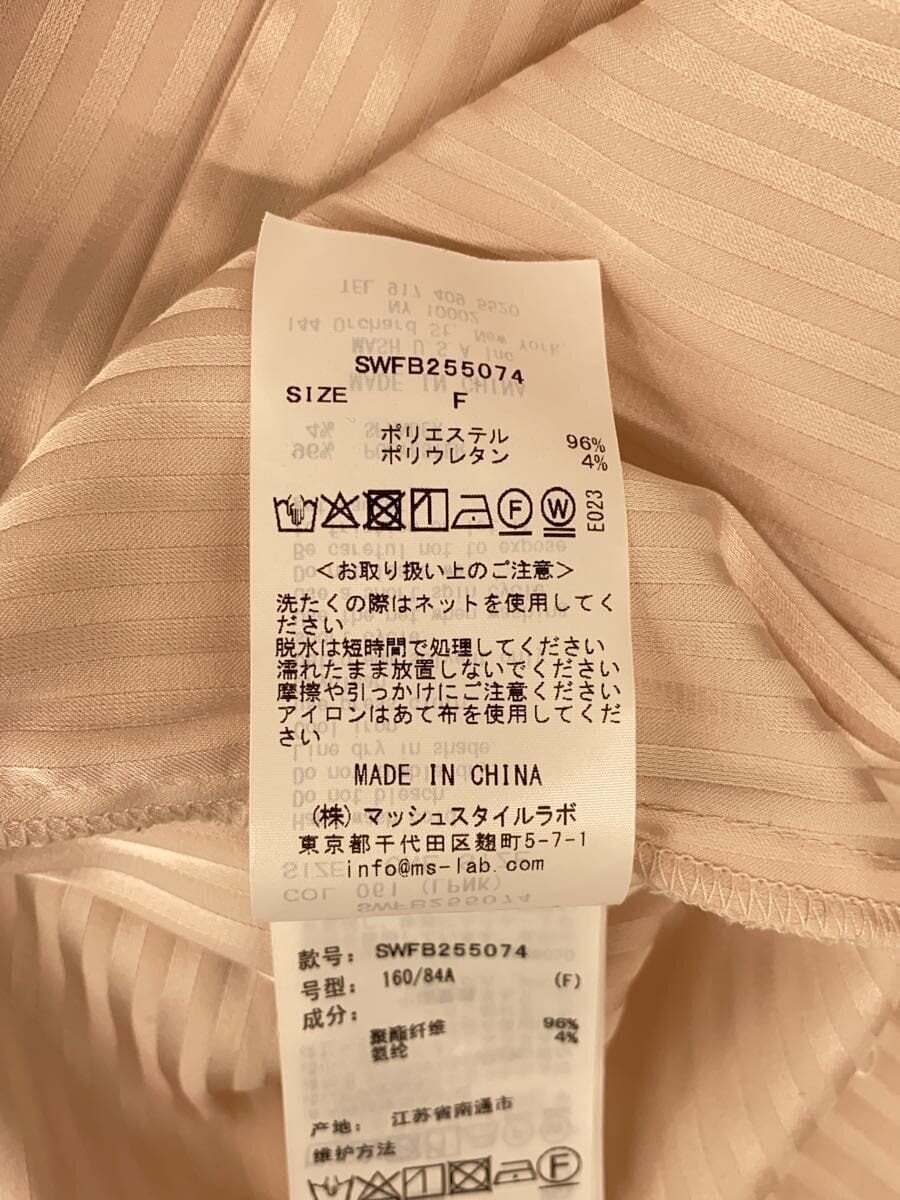 SWFB255074
SIZE F
ポリエステル 96%
ポリウレタン 4%
F W E023
＜お取り扱い上のご注意＞
洗たくの際はネットを使用してく
ださい
脱水は短時間で処理してください
濡れたまま放置しないでください
摩擦や引っかけにご注意ください
アイロンはあて布を使用してくだ
さい
MADE IN CHINA
(株)マッシュスタイルラボ
東京都千代田区麹町5-7-1
info@ms-lab.com
款号: SWFB255074
号型: 160/84A (F)
成分:
聚酯纤维 96%
氨纶 4%
产地: 江苏省南通市
维护方法
F